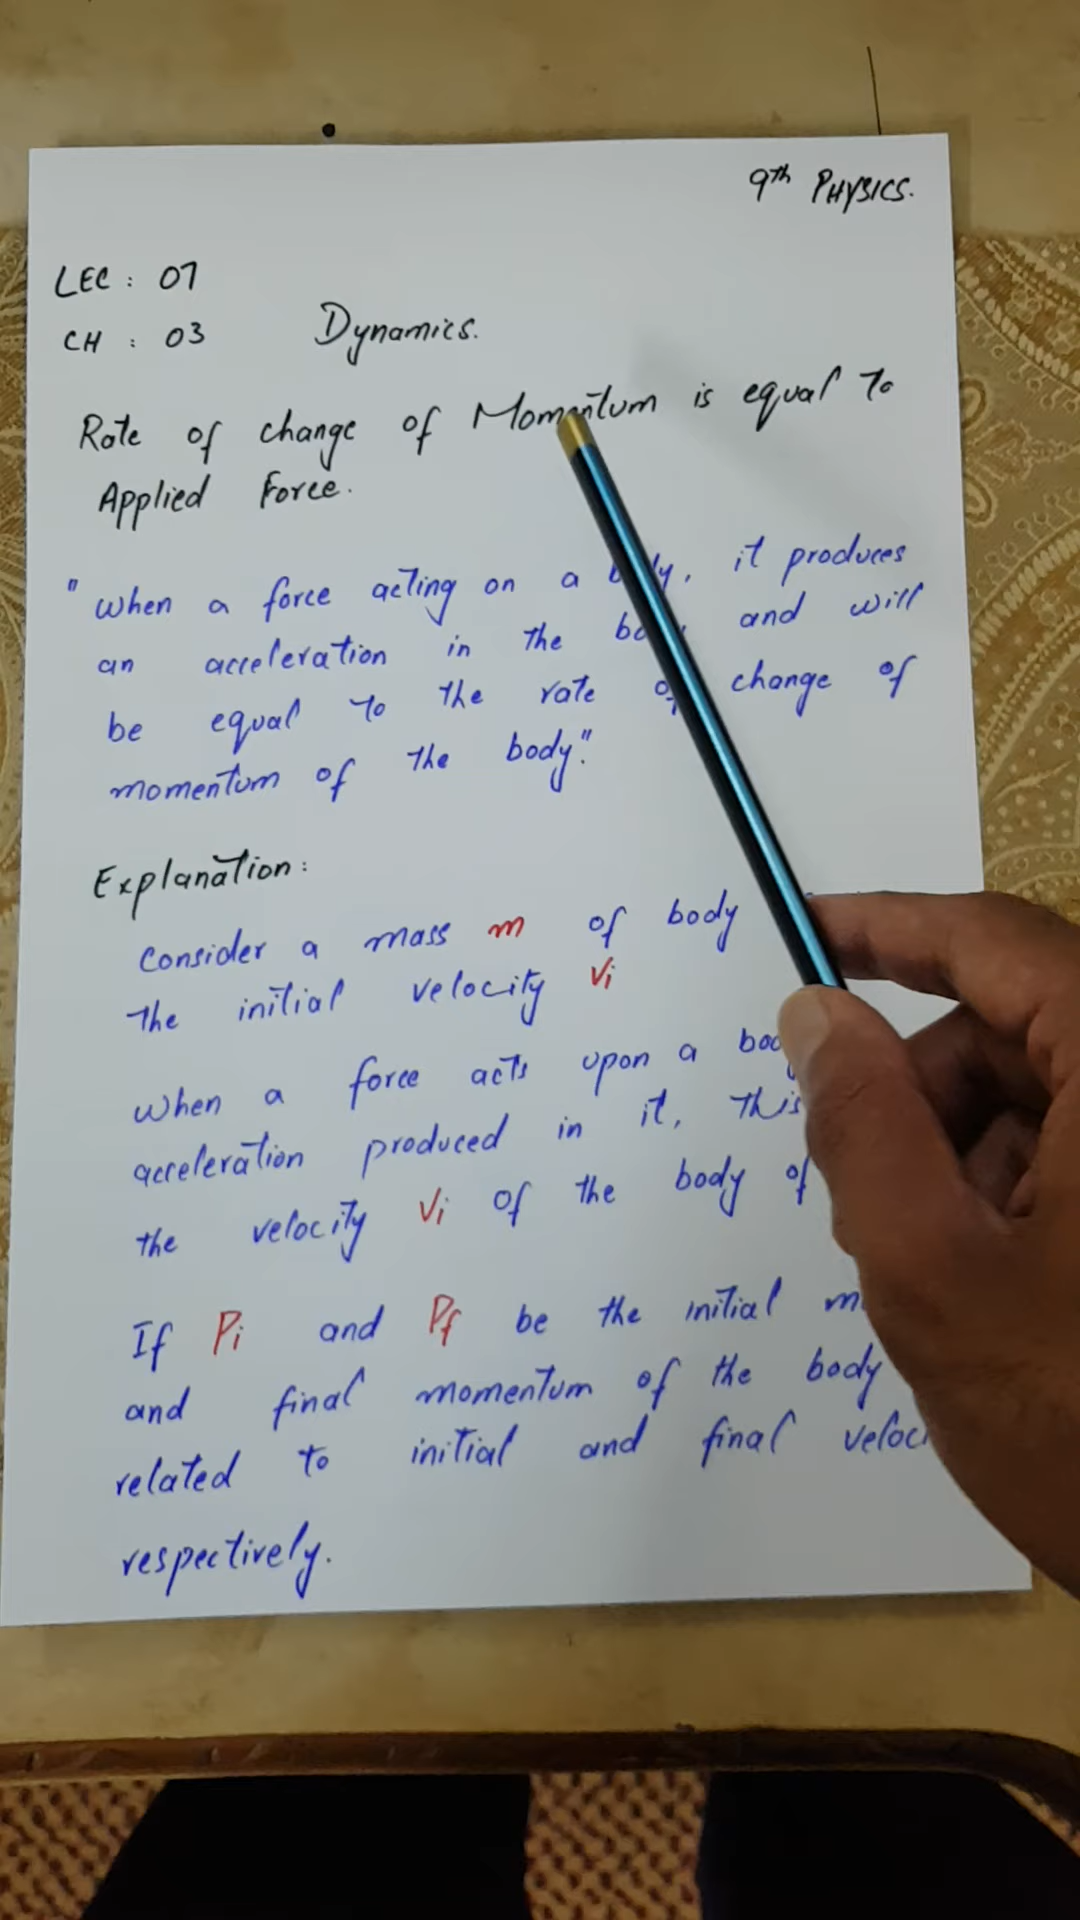 9th PHYSICS.
LEC : 07
CH : 03 Dynamics.
Rate of change of Momentum is equal to
Applied Force.
"When a force acting on a body, it produces
an acceleration in the body and will
be equal to the rate of change of
momentum of the body."
Explanation:
Consider a mass m of body
the initial velocity Vi
When a force acts upon a
acceleration produced in it, This
the velocity Vi of the body of
If Pi and Pf be the initial
and final momentum of the body
related to initial and final
respectively.